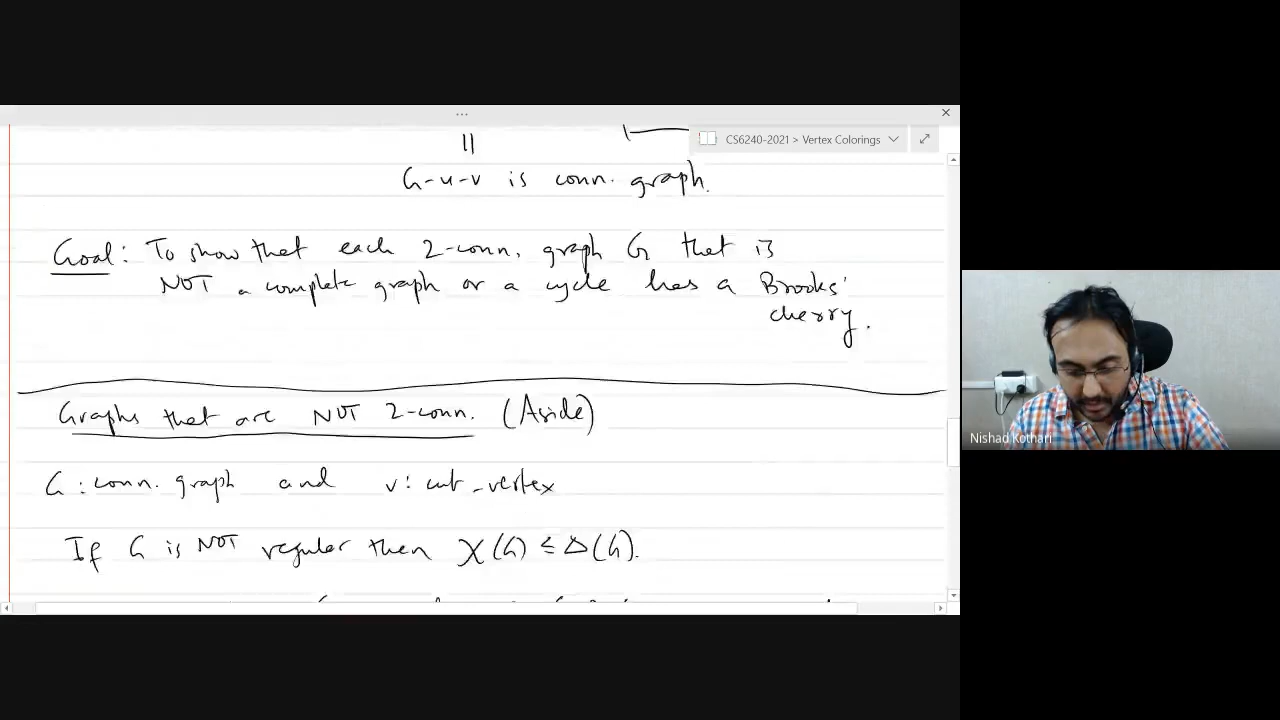 CS6240-2021 > Vertex Colorings
G-u-v is conn. graph.
Goal: To show that each 2-conn. graph G that is
NOT a complete graph or a cycle has a Brooks'
cherry.
Graphs that are NOT 2-conn. (Aside)
G: conn. graph and v: cut-vertex
If G is NOT regular then χ(G) ≤ Δ(G).
Nishad Kothari